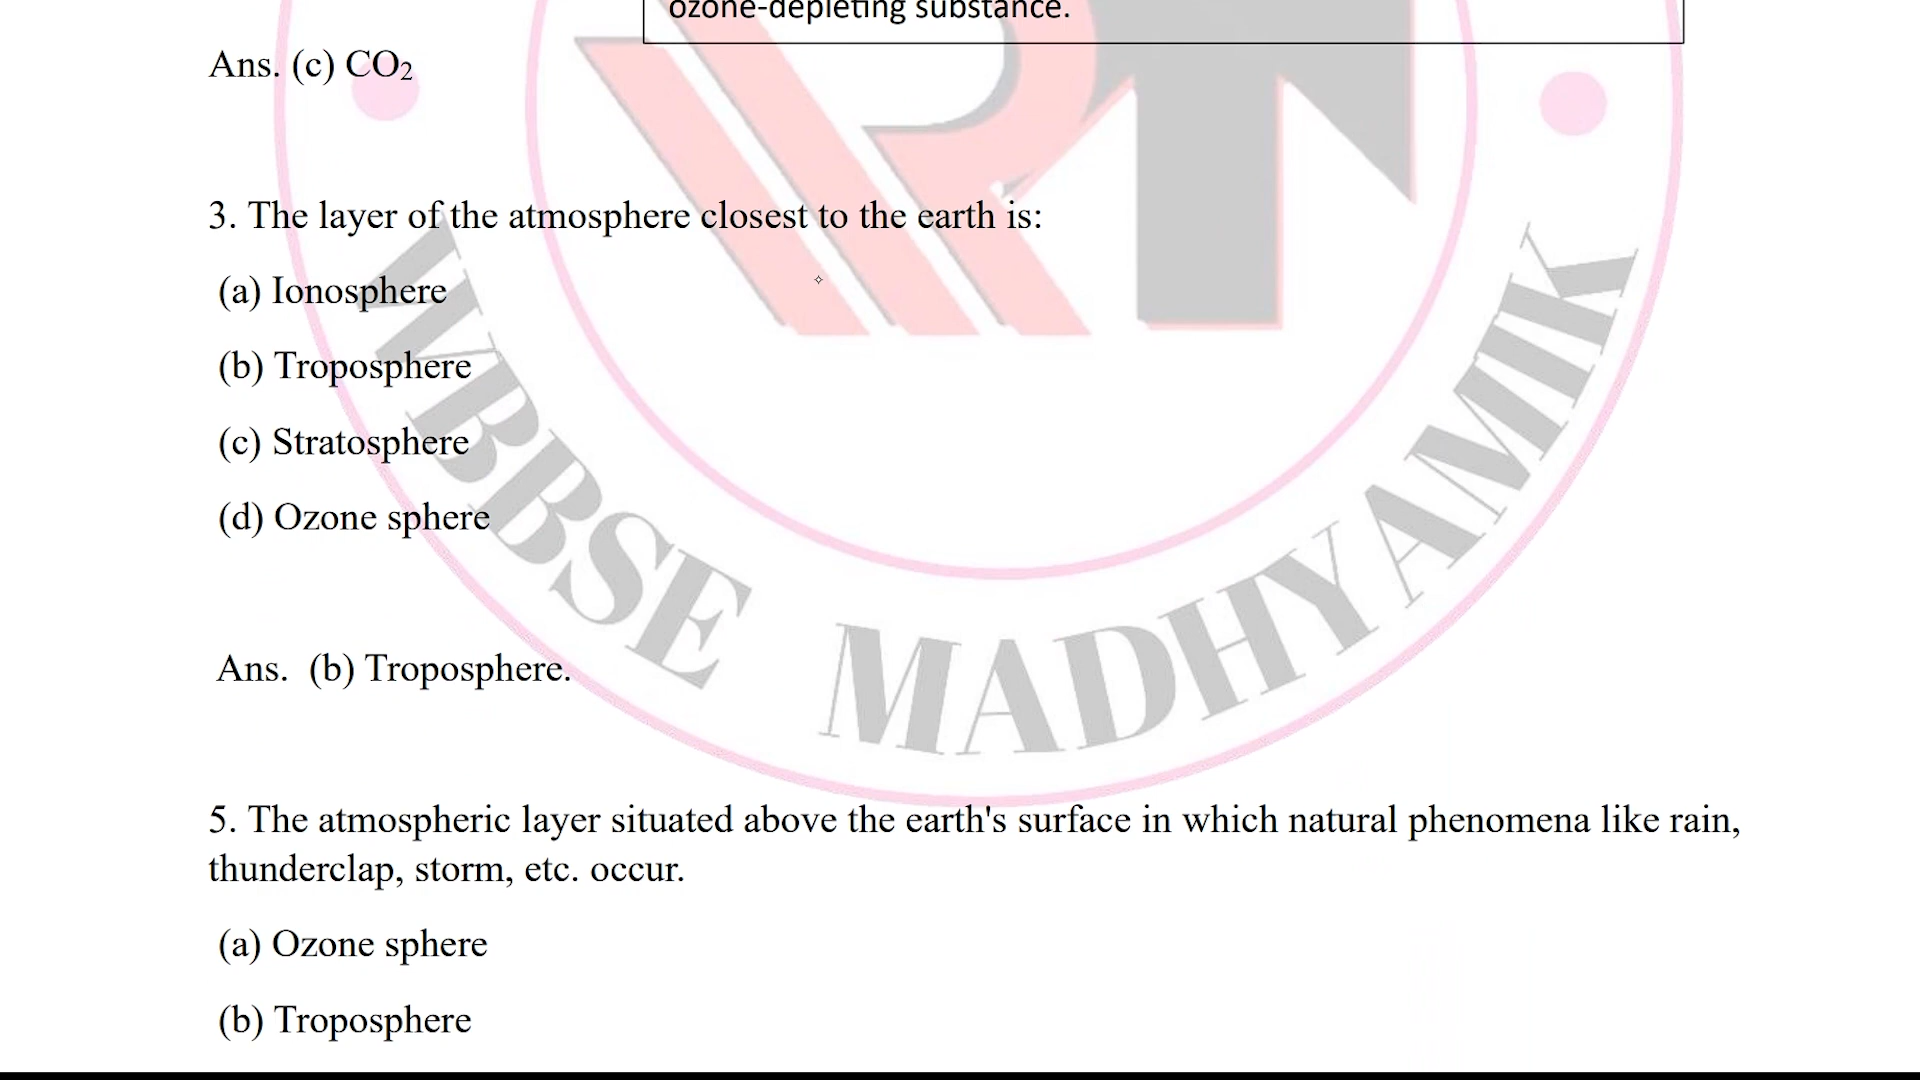 ozone-depleting substance.
Ans. (c) CO₂
3. The layer of the atmosphere closest to the earth is:
(a) Ionosphere
(b) Troposphere
(c) Stratosphere
(d) Ozone sphere
Ans.  (b) Troposphere.
5. The atmospheric layer situated above the earth's surface in which natural phenomena like rain,
thunderclap, storm, etc. occur.
(a) Ozone sphere
(b) Troposphere
WBBSE MADHYAMIK